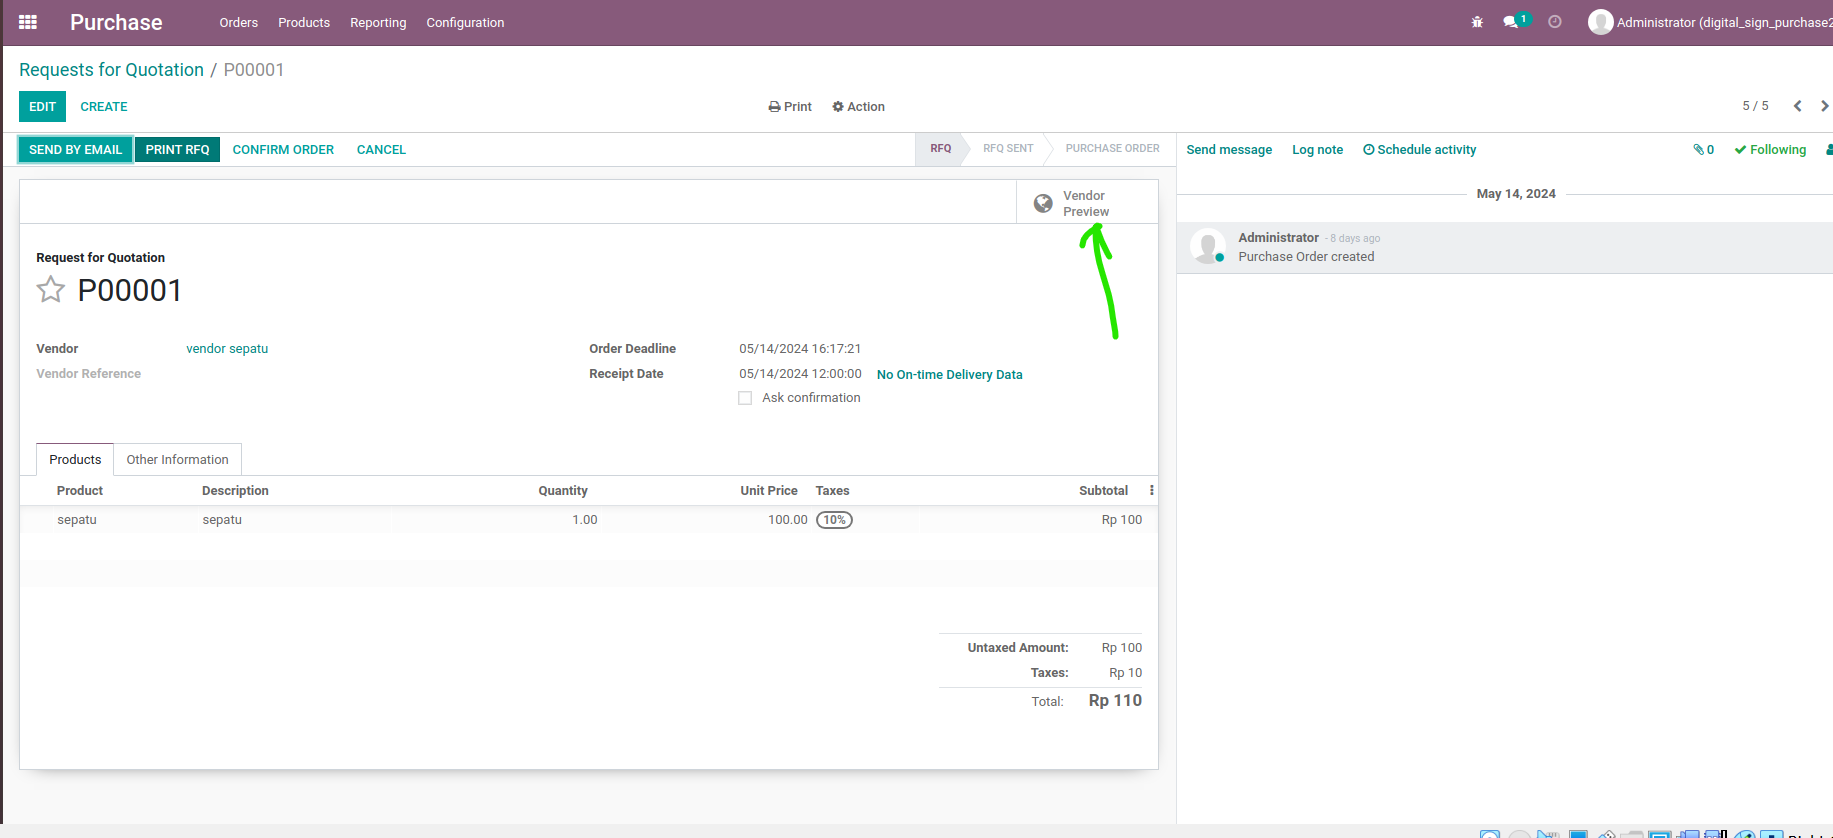 Purchase Orders Products Reporting Configuration 1 Administrator (digital_sign_purchase2
Requests for Quotation / P00001
EDIT CREATE Print Action 5 / 5
SEND BY EMAIL PRINT RFQ CONFIRM ORDER CANCEL RFQ RFQ SENT PURCHASE ORDER Send message Log note Schedule activity 0 Following
May 14, 2024
Vendor
Preview
Administrator - 8 days ago
Purchase Order created
Request for Quotation
P00001
Vendor vendor sepatu Order Deadline 05/14/2024 16:17:21
Vendor Reference Receipt Date 05/14/2024 12:00:00 No On-time Delivery Data
Ask confirmation
Products Other Information
Product Description Quantity Unit Price Taxes Subtotal
sepatu sepatu 1.00 100.00 10% Rp 100
Untaxed Amount: Rp 100
Taxes: Rp 10
Total: Rp 110